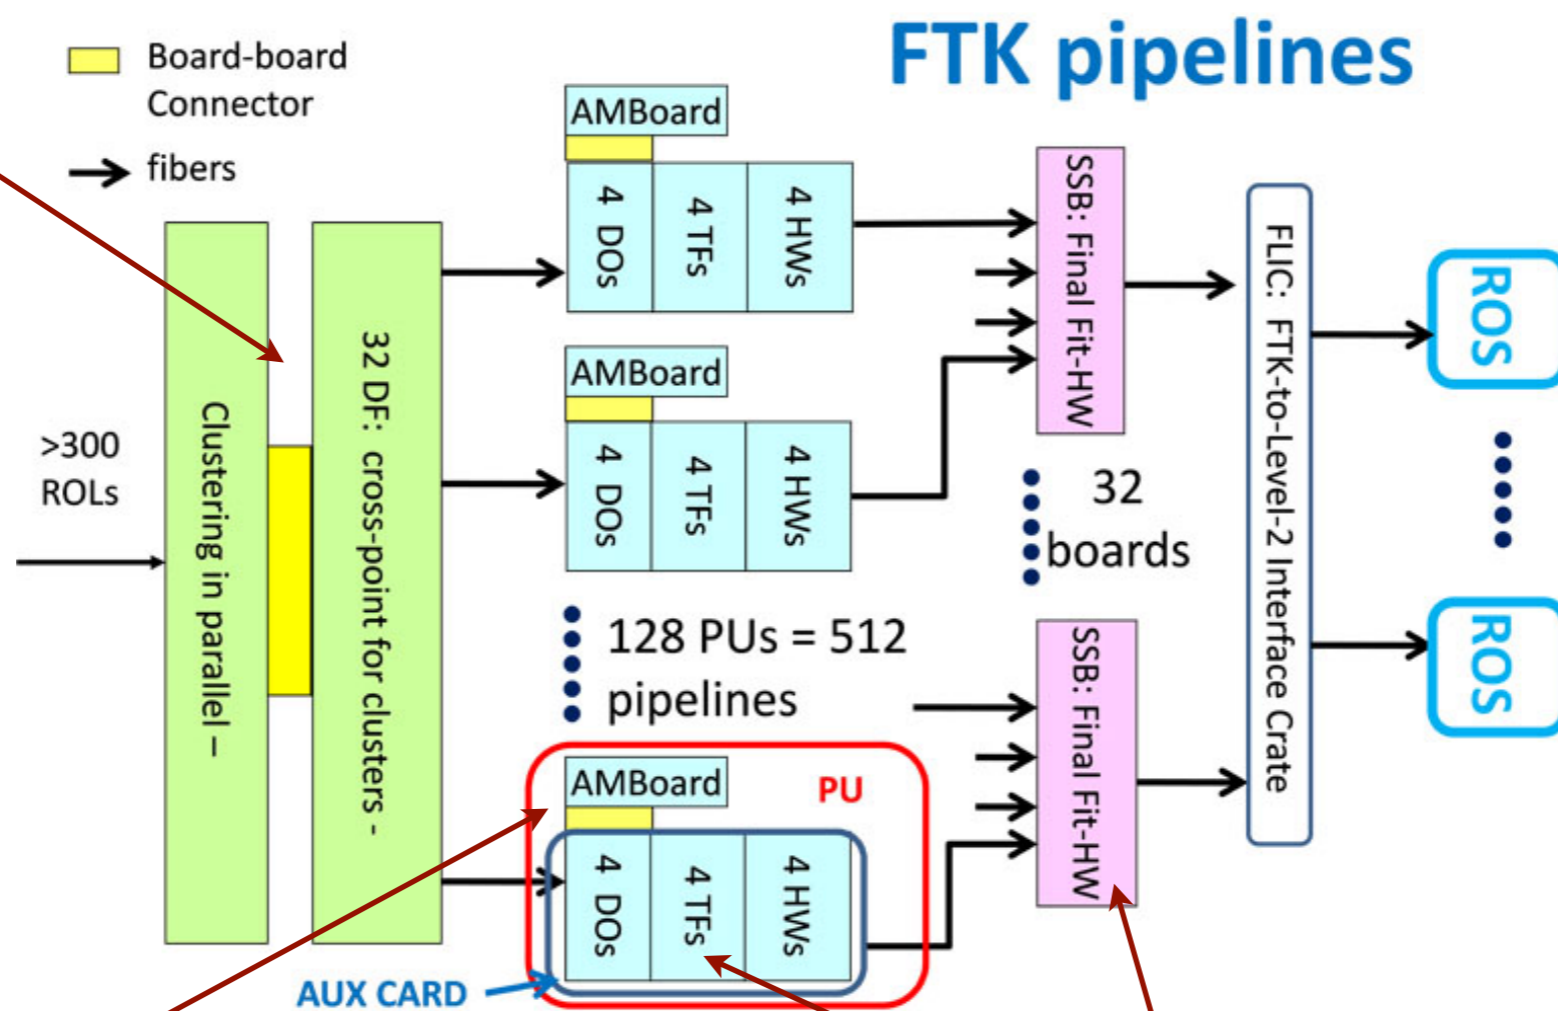 FTK pipelines
Board-board
Connector
fibers
>300
ROLs
Clustering in parallel –
32 DF: cross-point for clusters -
AMBoard
4 DOs
4 TFs
4 HWs
AMBoard
4 DOs
4 TFs
4 HWs
128 PUs = 512
pipelines
AMBoard
PU
4 DOs
4 TFs
4 HWs
AUX CARD
SSB: Final Fit-HW
32
boards
SSB: Final Fit-HW
FLIC: FTK-to-Level-2 Interface Crate
ROS
ROS